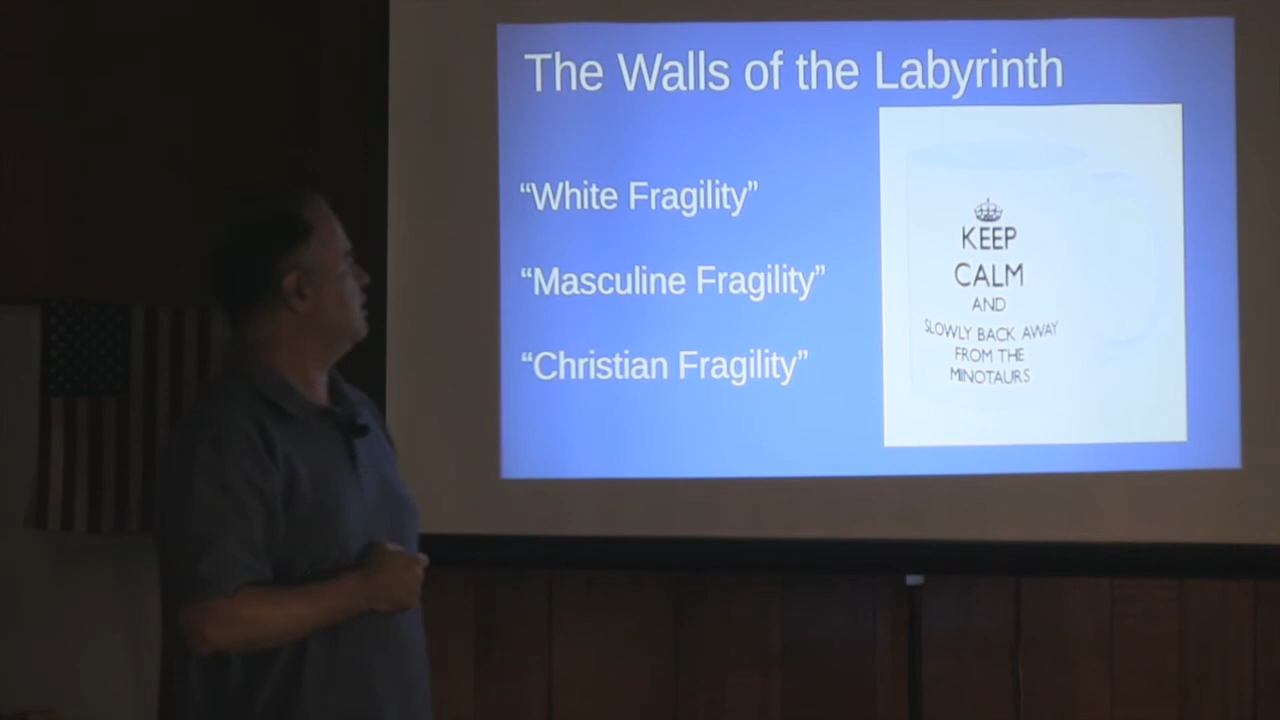 The Walls of the Labyrinth
“White Fragility”
“Masculine Fragility”
“Christian Fragility”
KEEP
CALM
AND
SLOWLY BACK AWAY
FROM THE
MINOTAURS